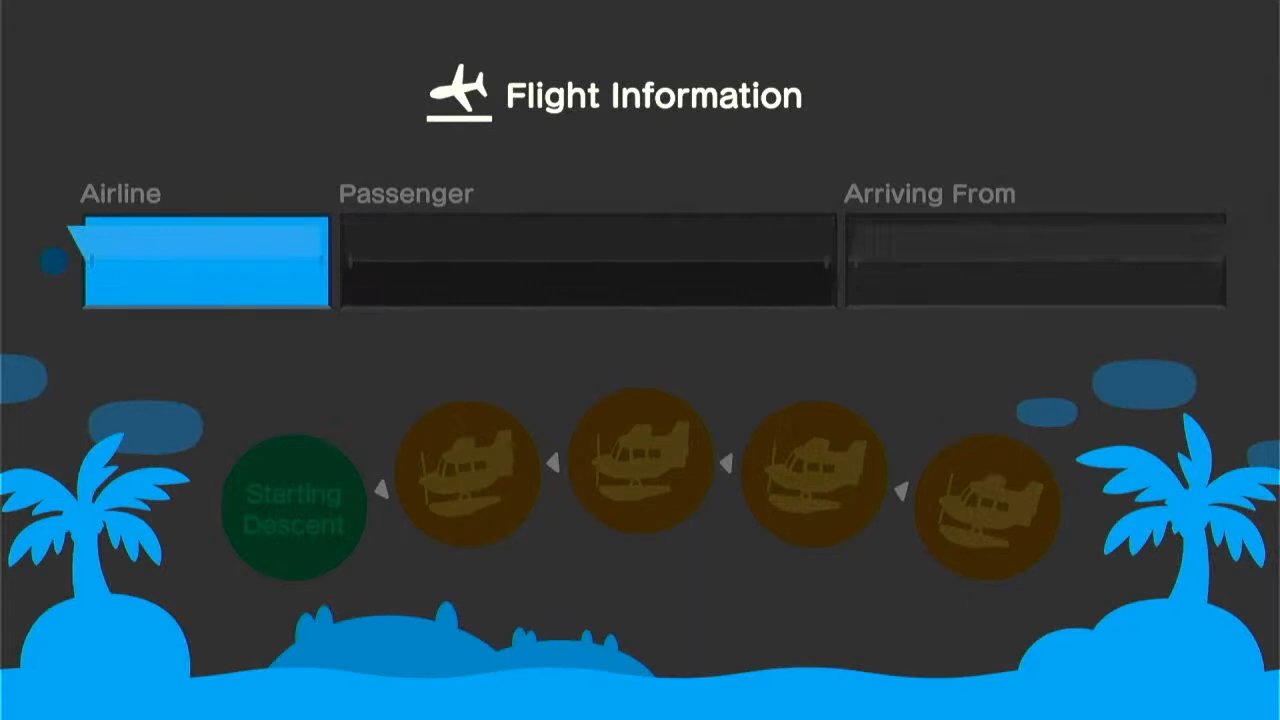 Flight Information
Airline
Passenger
Arriving From
Starting
Descent